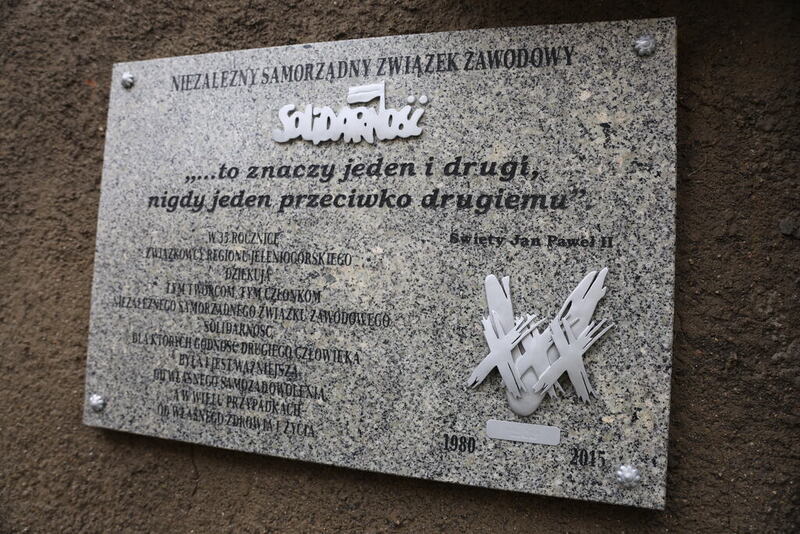 NIEZALEŻNY SAMORZĄDNY ZWIĄZEK ZAWODOWY
SOLIDARNOŚĆ
„...to znaczy jeden i drugi,
nigdy jeden przeciwko drugiemu”.
Święty Jan Paweł II
W 35 ROCZNICĘ
ZWIĄZKOWCY REGIONU JELENIOGÓRSKIEGO
DZIĘKUJĄ
TYM TWÓRCOM, TYM CZŁONKOM
NIEZALEŻNEGO SAMORZĄDNEGO ZWIĄZKU ZAWODOWEGO
SOLIDARNOŚĆ
DLA KTÓRYCH GODNOŚĆ DRUGIEGO CZŁOWIEKA
BYŁA I JEST WAŻNIEJSZA
OD WŁASNEGO SAMOZADOWOLENIA,
A W WIELU PRZYPADKACH
OD WŁASNEGO ZDROWIA I ŻYCIA
1980 2015